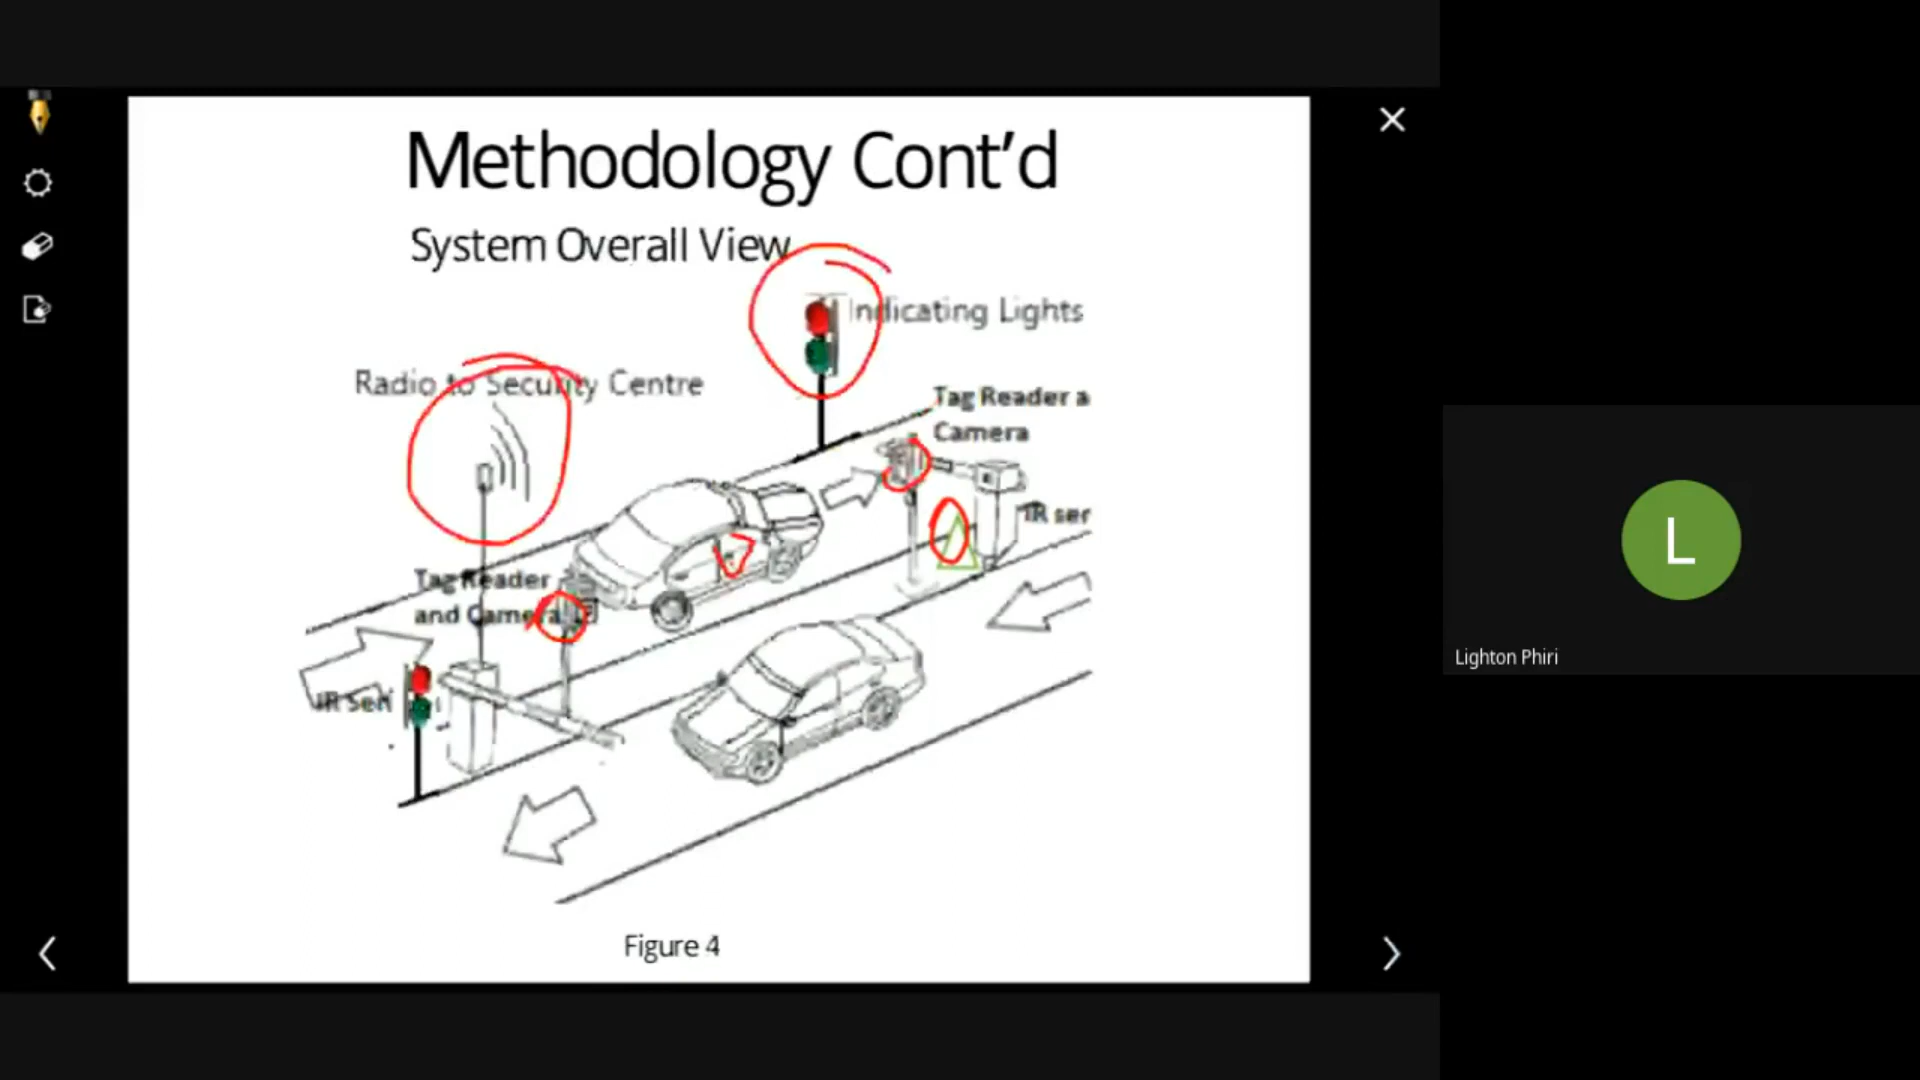 Methodology Cont'd
System Overall View
Indicating Lights
Radio to Security Centre
Tag Reader a
Camera
IR ser
Tag Reader
and Camera
IR sen
L
Lighton Phiri
Figure 4